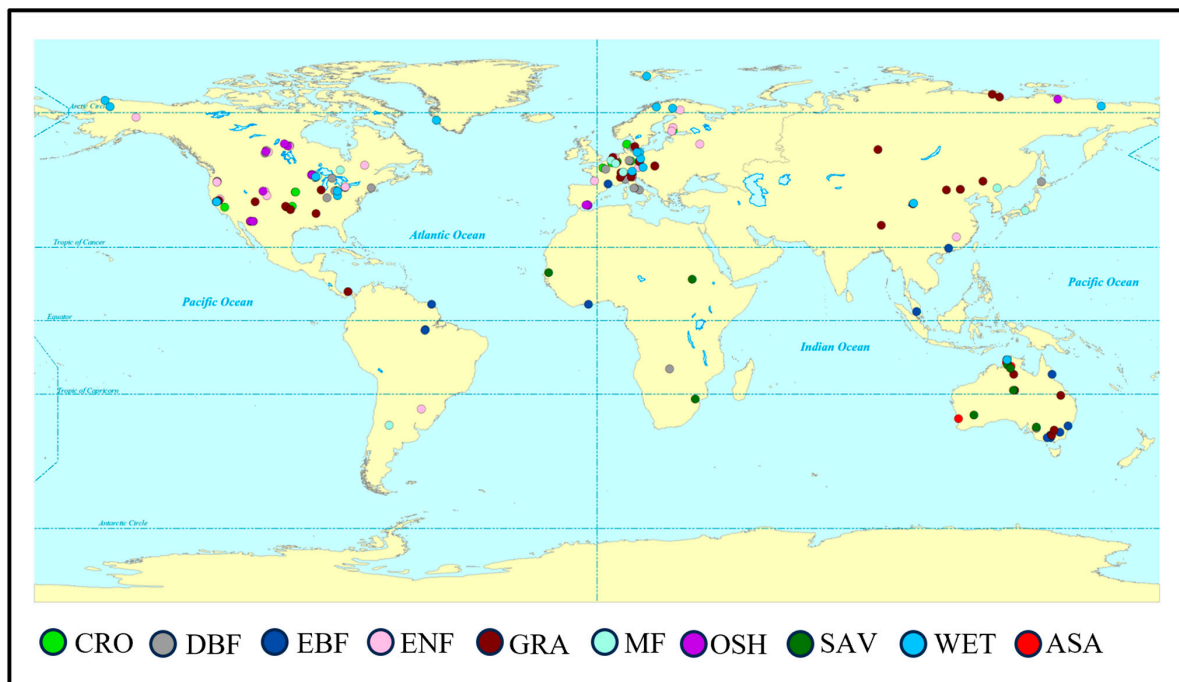 Arctic Circle
Atlantic Ocean
Tropic of Cancer
Pacific Ocean
Pacific Ocean
Equator
Indian Ocean
Tropic of Capricorn
Antarctic Circle
CRO DBF EBF ENF GRA MF OSH SAV WET ASA